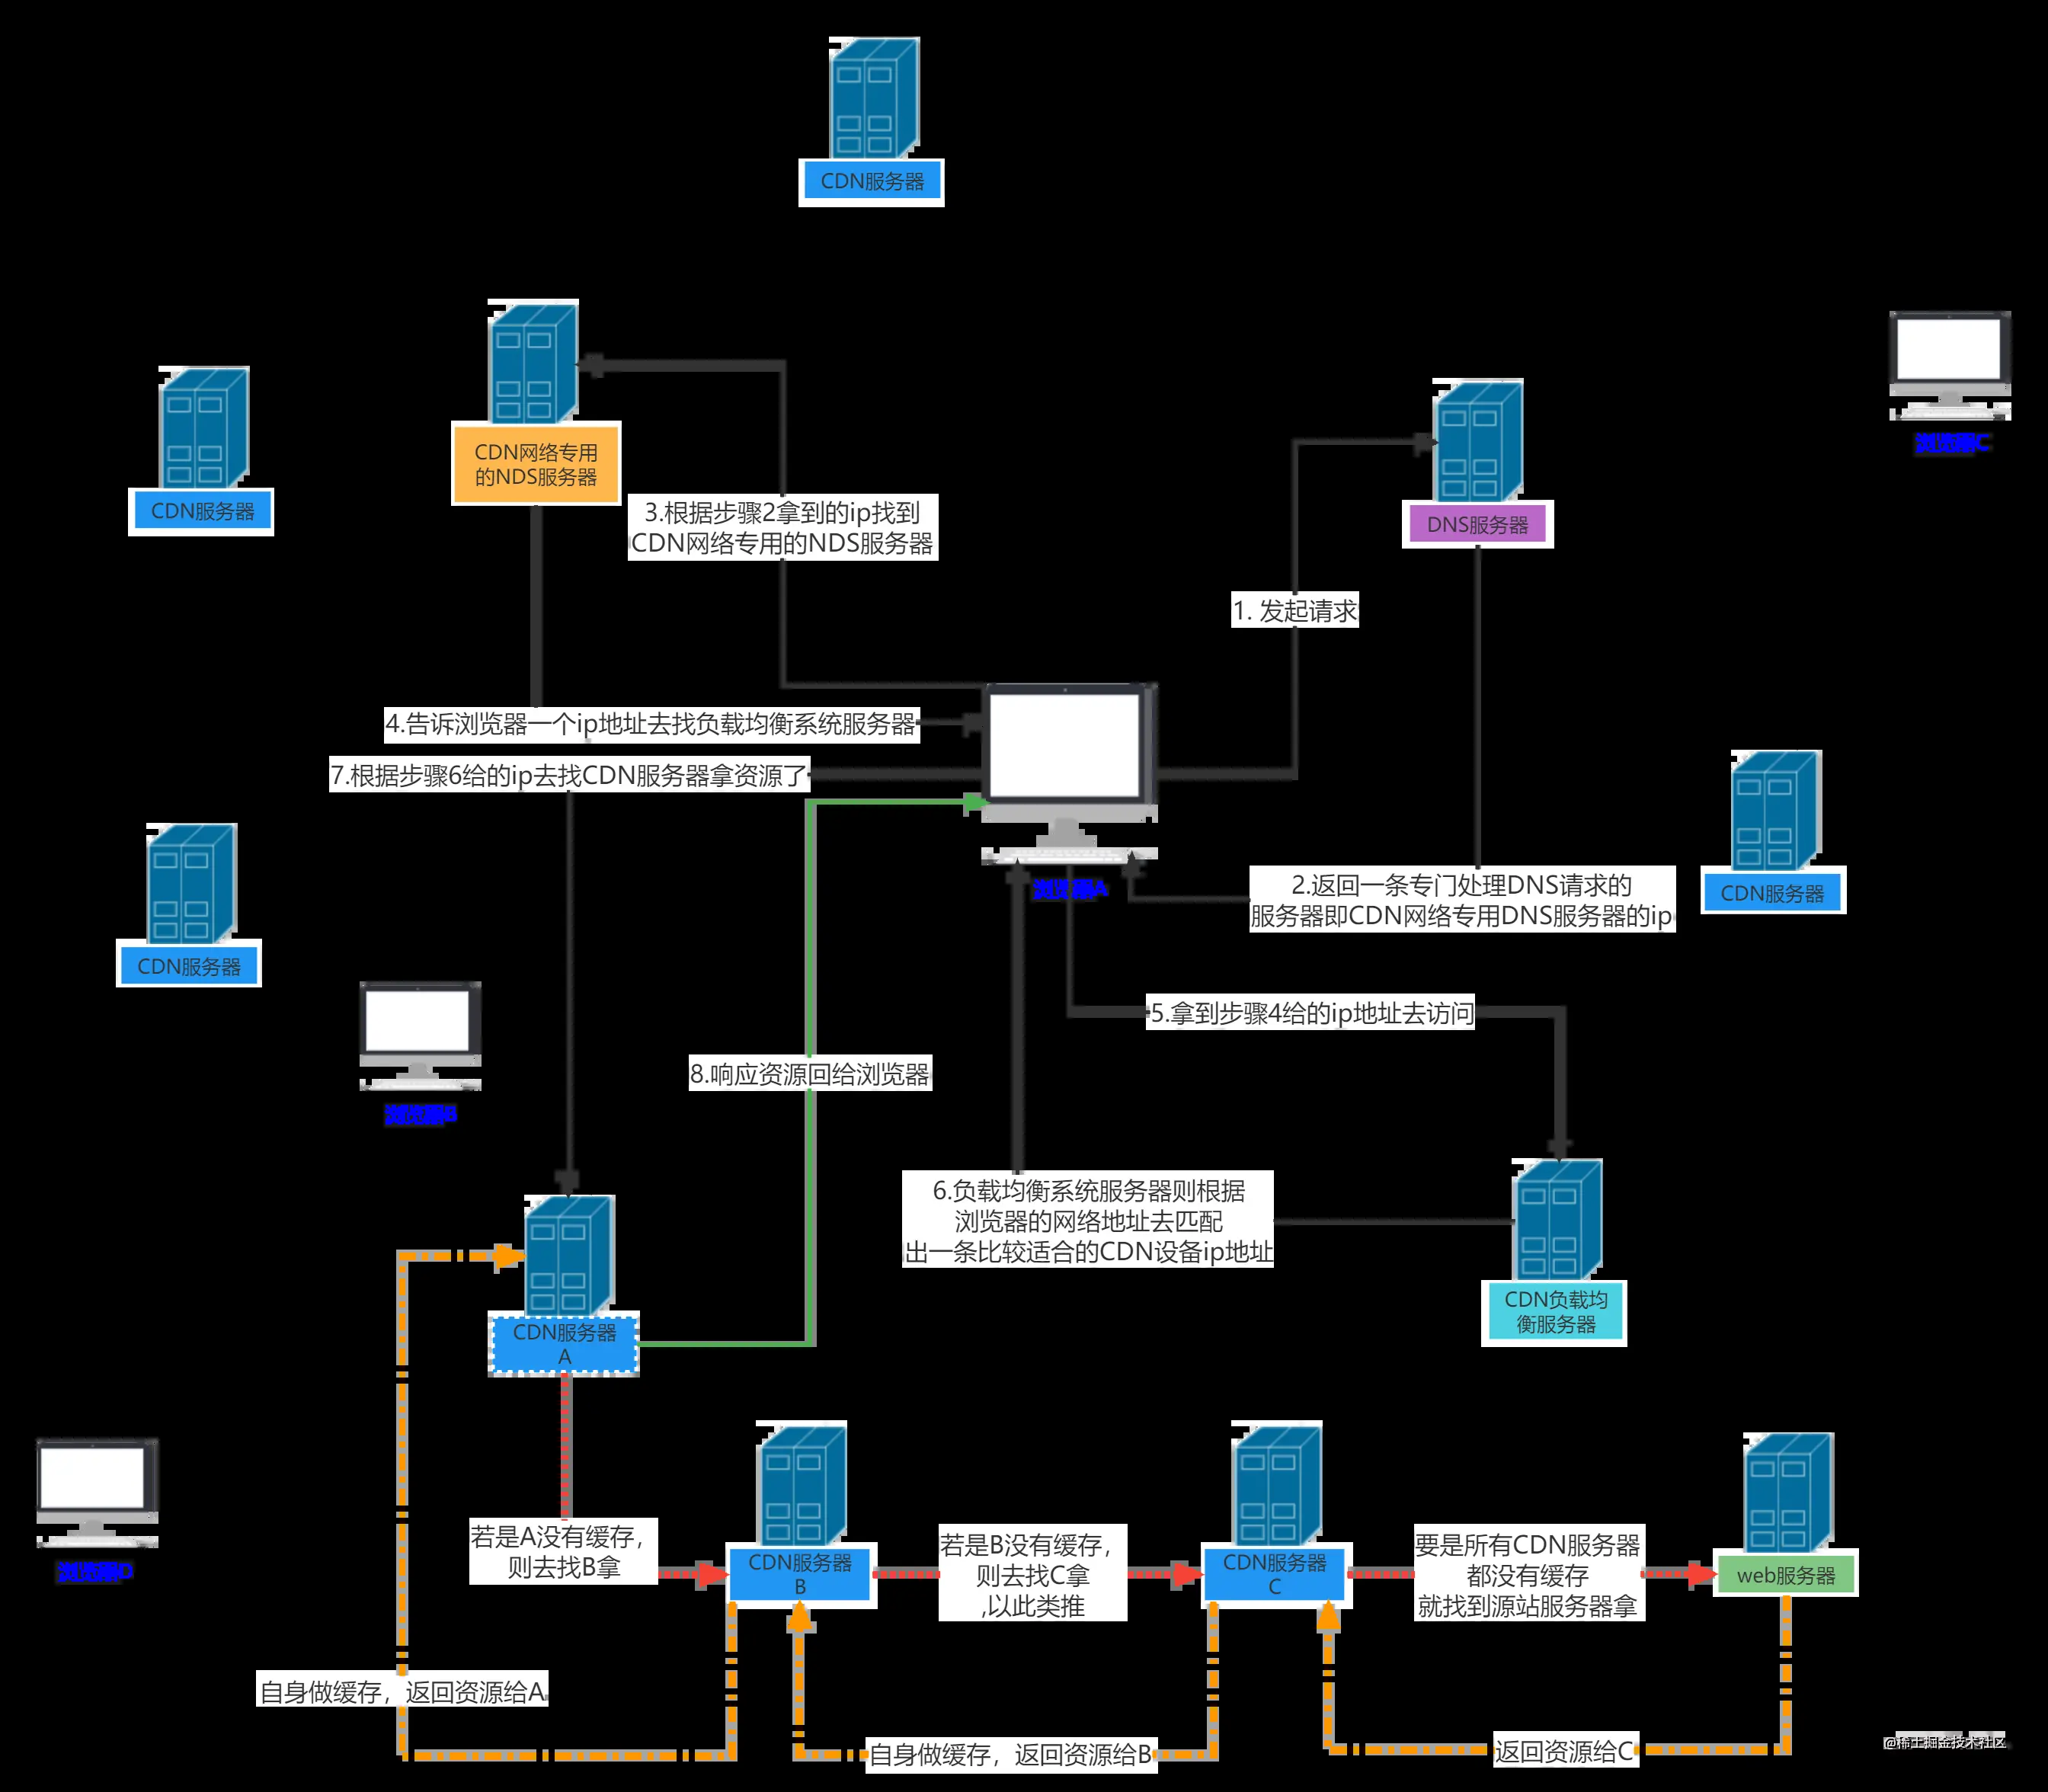 CDN服务器
CDN网络专用
的NDS服务器
CDN服务器
3.根据步骤2拿到的ip找到
CDN网络专用的NDS服务器
DNS服务器
浏览器C
1. 发起请求
4.告诉浏览器一个ip地址去找负载均衡系统服务器
7.根据步骤6给的ip去找CDN服务器拿资源了
浏览器A
2.返回一条专门处理DNS请求的
服务器即CDN网络专用DNS服务器的ip
CDN服务器
CDN服务器
浏览器B
5.拿到步骤4给的ip地址去访问
8.响应资源回给浏览器
6.负载均衡系统服务器则根据
浏览器的网络地址去匹配
出一条比较适合的CDN设备ip地址
CDN负载均
衡服务器
CDN服务器
A
浏览器D
若是A没有缓存,
则去找B拿
CDN服务器
B
若是B没有缓存,
则去找C拿
,以此类推
CDN服务器
C
要是所有CDN服务器
都没有缓存
就找到源站服务器拿
web服务器
自身做缓存，返回资源给A
自身做缓存，返回资源给B
返回资源给C
@稀土掘金技术社区